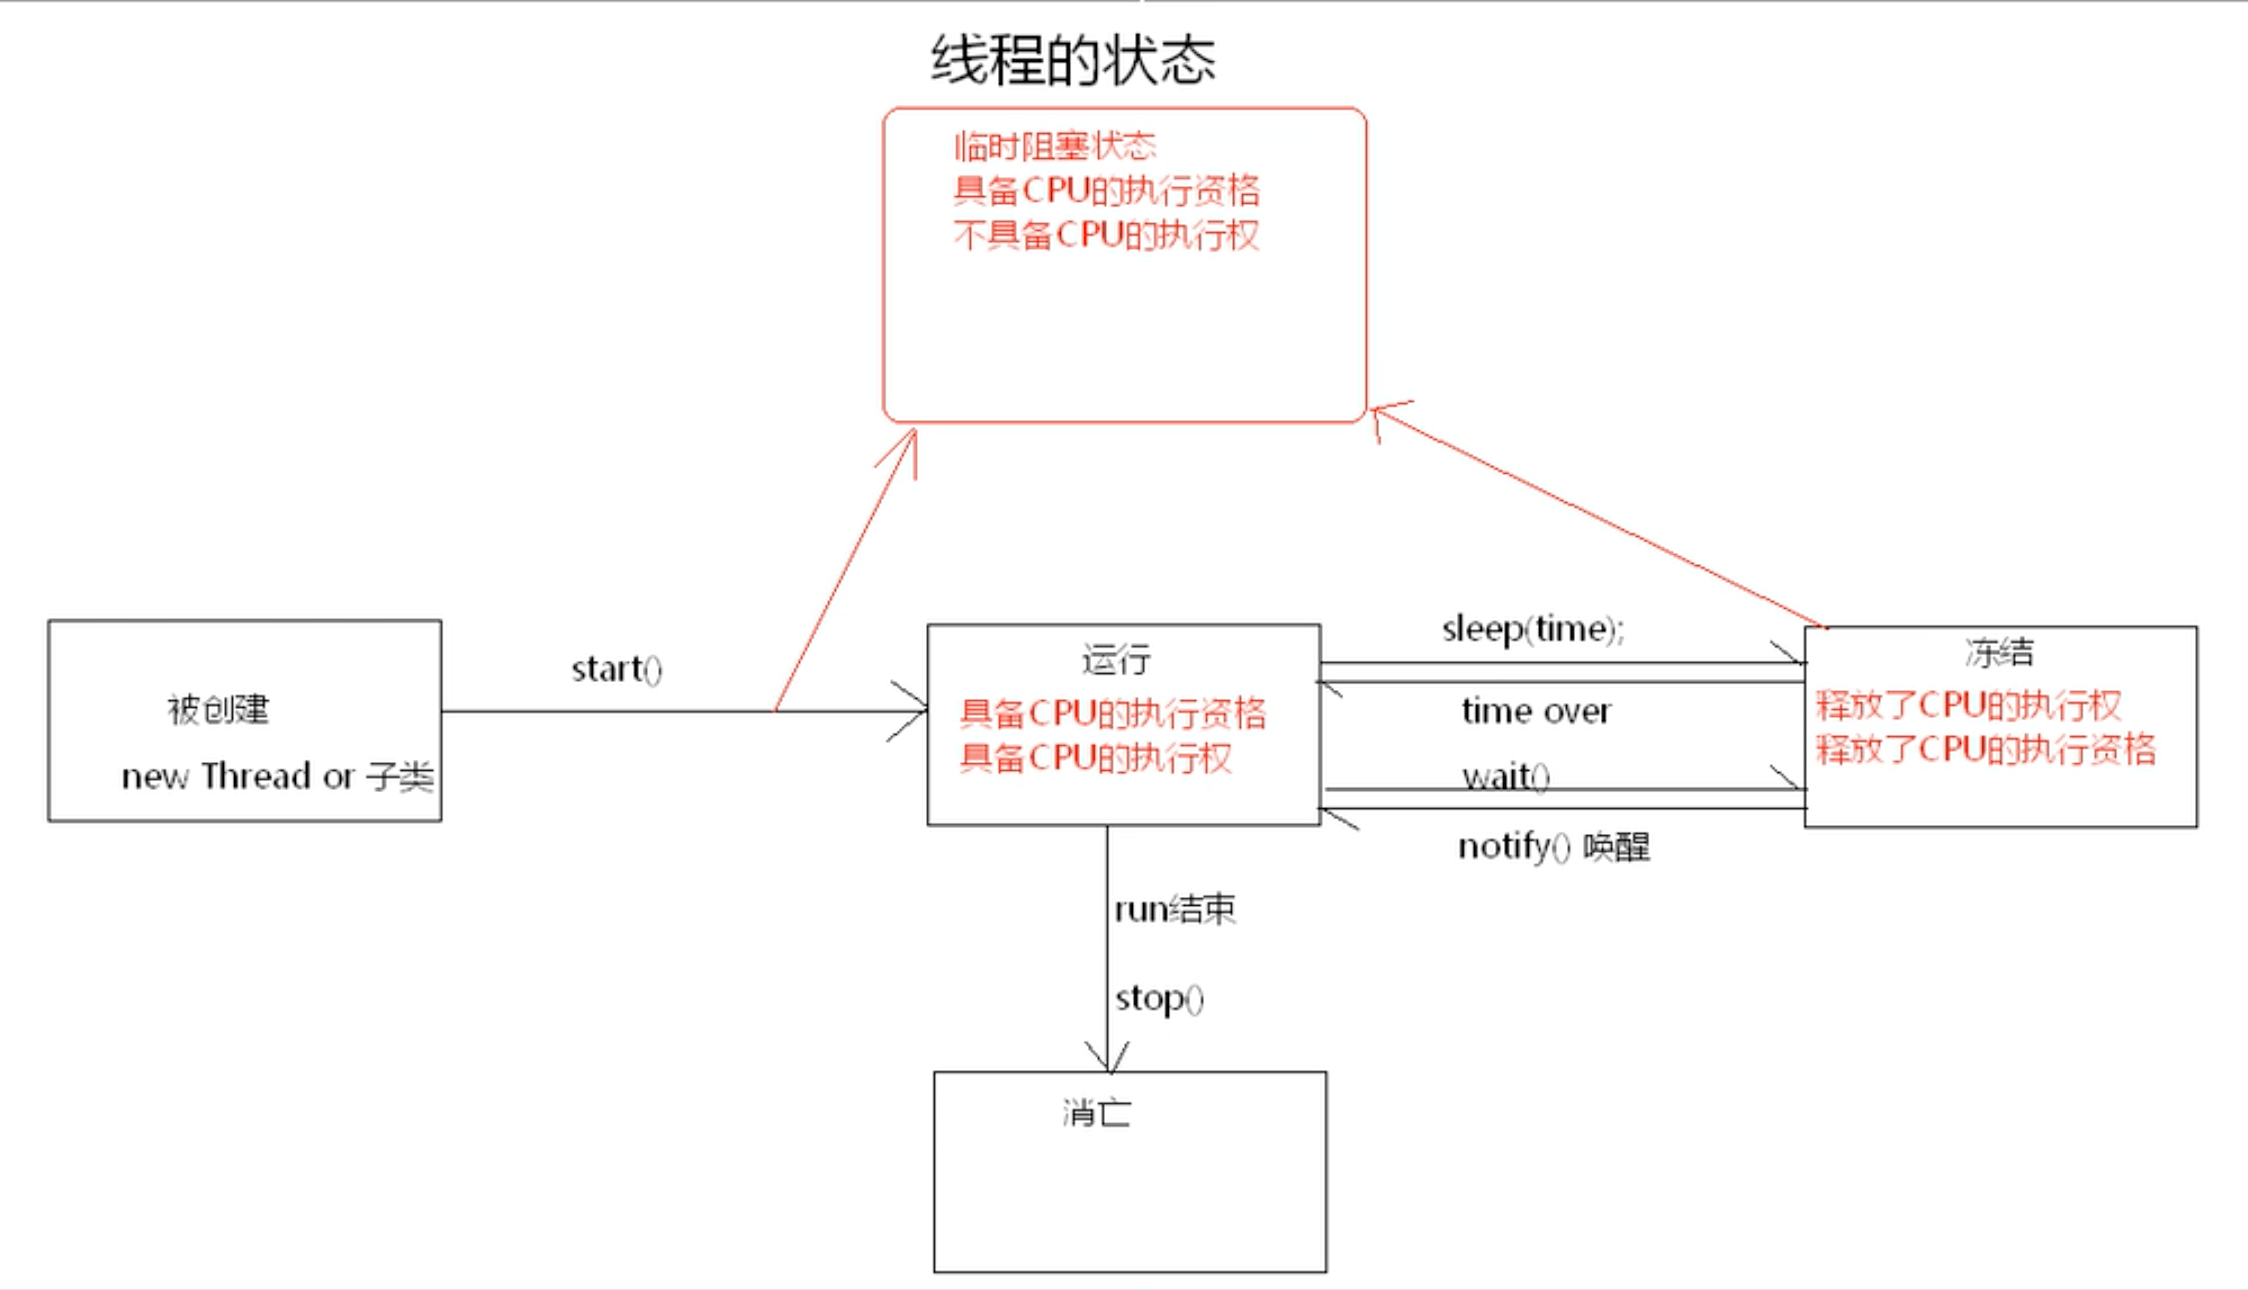 线程的状态
临时阻塞状态
具备CPU的执行资格
不具备CPU的执行权
被创建
new Thread or 子类
start()
运行
具备CPU的执行资格
具备CPU的执行权
sleep(time);
time over
wait()
notify() 唤醒
冻结
释放了CPU的执行权
释放了CPU的执行资格
run结束
stop()
消亡